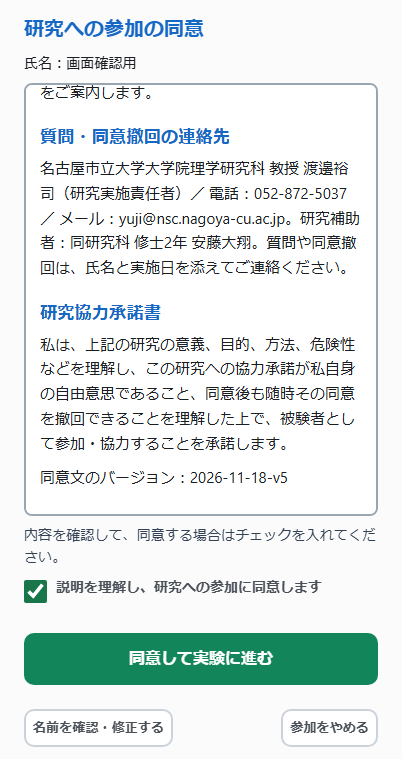 研究への参加の同意
氏名：画面確認用
をご案内します。
質問・同意撤回の連絡先
名古屋市立大学大学院理学研究科 教授 渡邊裕
司（研究実施責任者）／ 電話：052-872-5037
／ メール：yuji@nsc.nagoya-cu.ac.jp。研究補助
者：同研究科 修士2年 安藤大翔。質問や同意撤
回は、氏名と実施日を添えてご連絡ください。
研究協力承諾書
私は、上記の研究の意義、目的、方法、危険性
などを理解し、この研究への協力承諾が私自身
の自由意思であること、同意後も随時その同意
を撤回できることを理解した上で、被験者とし
て参加・協力することを承諾します。
同意文のバージョン：2026-11-18-v5
内容を確認して、同意する場合はチェックを入れてくだ
さい。
説明を理解し、研究への参加に同意します
同意して実験に進む
名前を確認・修正する
参加をやめる